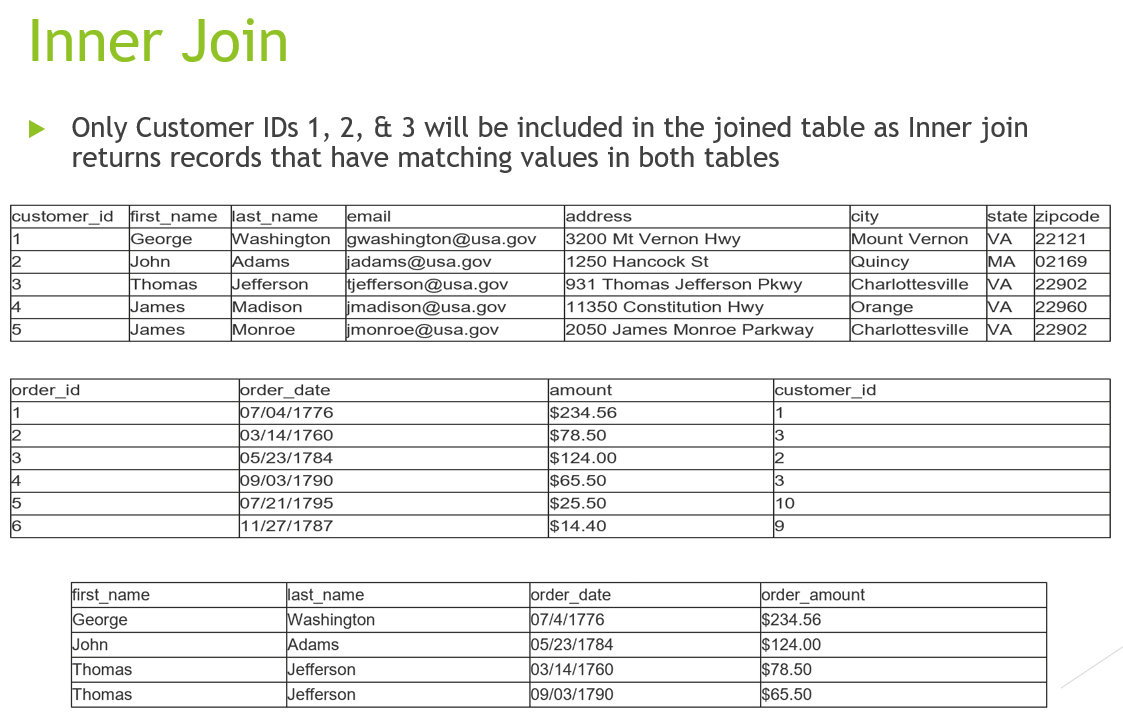 Inner Join
Only Customer IDs 1, 2, & 3 will be included in the joined table as Inner join
returns records that have matching values in both tables
customer_id first_name last_name email address city state zipcode
1 George Washington gwashington@usa.gov 3200 Mt Vernon Hwy Mount Vernon VA 22121
2 John Adams jadams@usa.gov 1250 Hancock St Quincy MA 02169
3 Thomas Jefferson tjefferson@usa.gov 931 Thomas Jefferson Pkwy Charlottesville VA 22902
4 James Madison jmadison@usa.gov 11350 Constitution Hwy Orange VA 22960
5 James Monroe jmonroe@usa.gov 2050 James Monroe Parkway Charlottesville VA 22902
order_id order_date amount customer_id
1 07/04/1776 $234.56 1
2 03/14/1760 $78.50 3
3 05/23/1784 $124.00 2
4 09/03/1790 $65.50 3
5 07/21/1795 $25.50 10
6 11/27/1787 $14.40 9
first_name last_name order_date order_amount
George Washington 07/4/1776 $234.56
John Adams 05/23/1784 $124.00
Thomas Jefferson 03/14/1760 $78.50
Thomas Jefferson 09/03/1790 $65.50